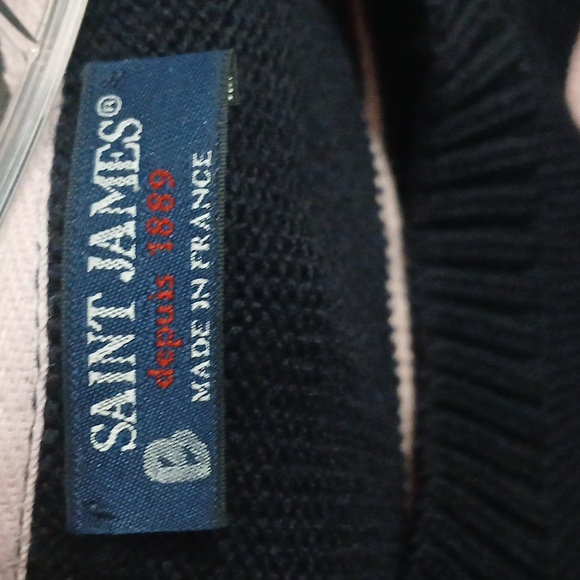 SAINT JAMES®
depuis 1889
MADE IN FRANCE